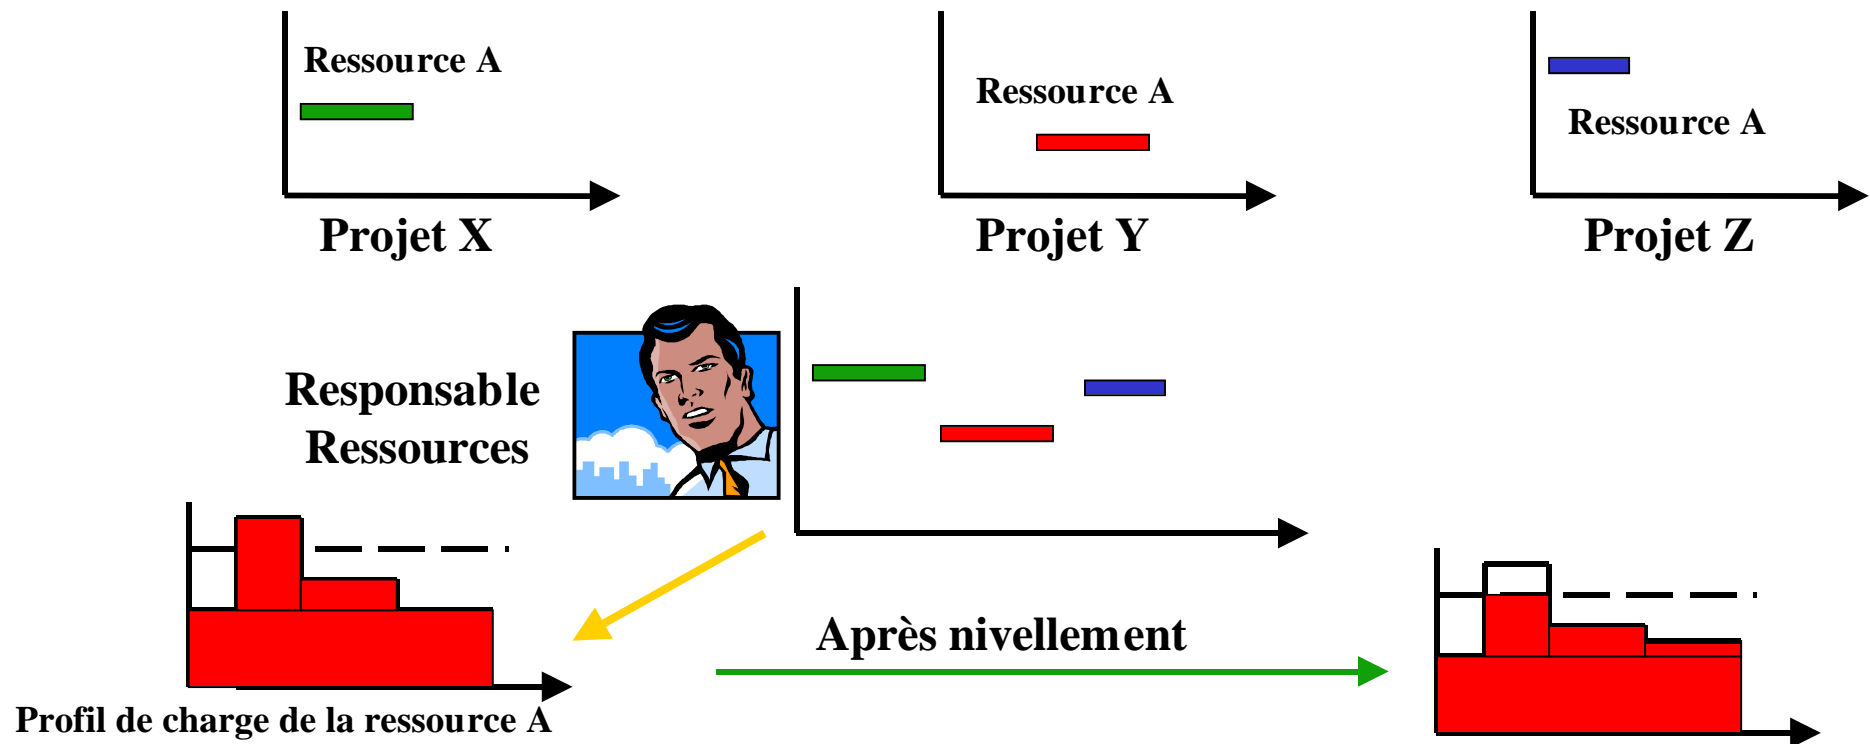 Ressource A
Ressource A
Ressource A
Projet X
Projet Y
Projet Z
Responsable
Ressources
Après nivellement
Profil de charge de la ressource A